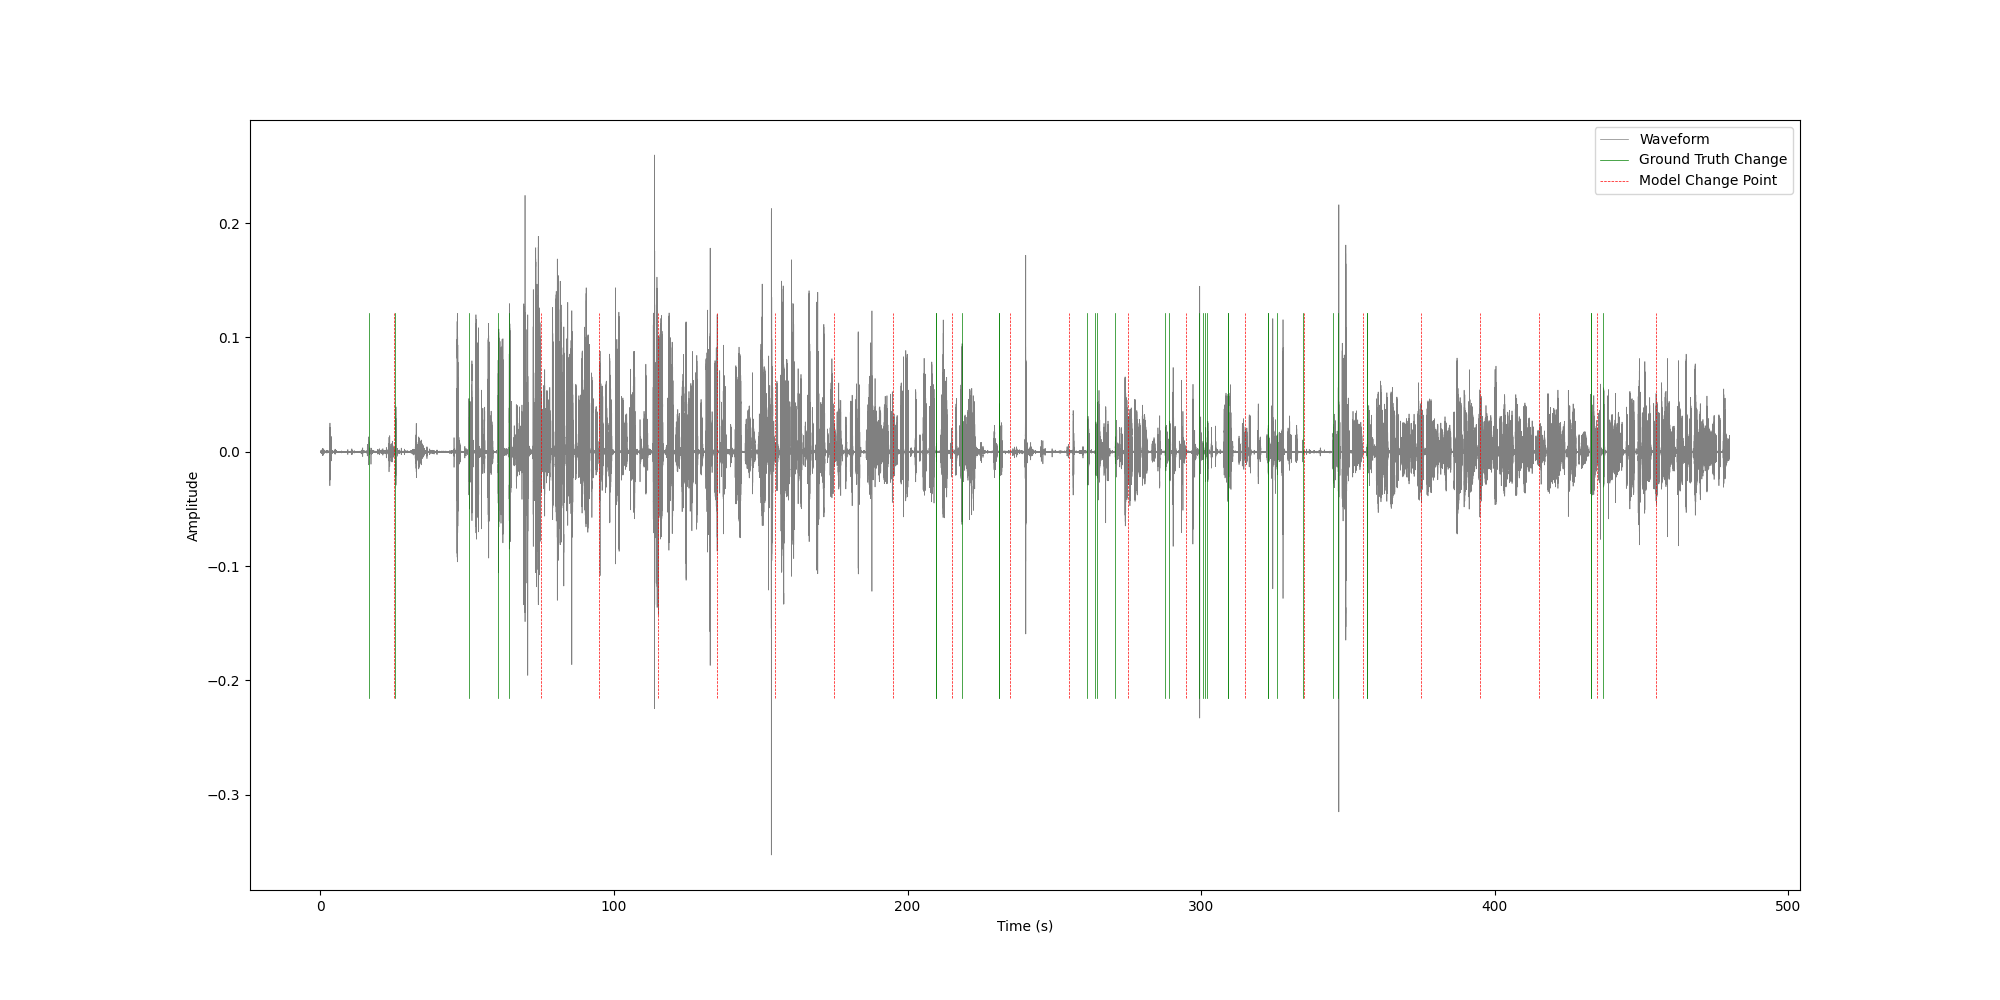 Waveform
Ground Truth Change
Model Change Point
0.2
0.1
0.0
−0.1
−0.2
−0.3
Amplitude
0 100 200 300 400 500
Time (s)